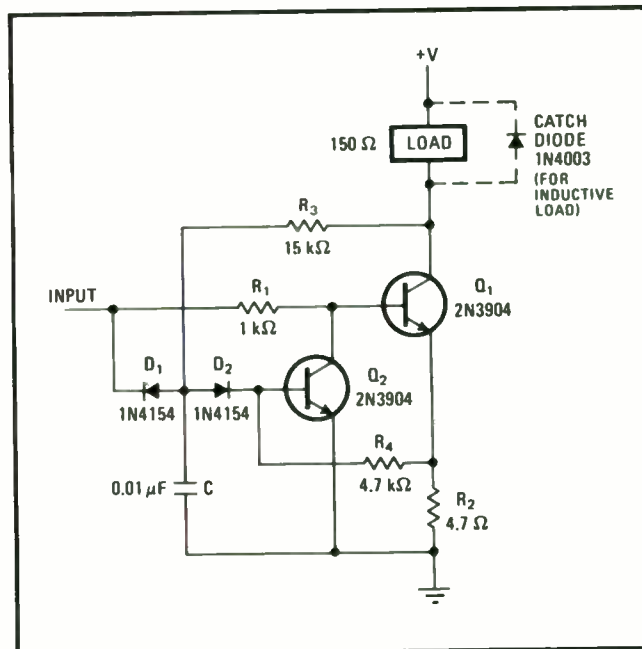 +V
150 Ω
LOAD
CATCH
DIODE
1N4003
(FOR
INDUCTIVE
LOAD)
R3
15 kΩ
INPUT
R1
1 kΩ
Q1
2N3904
D1
1N4154
D2
1N4154
Q2
2N3904
R4
4.7 kΩ
0.01 μF
C
R2
4.7 Ω